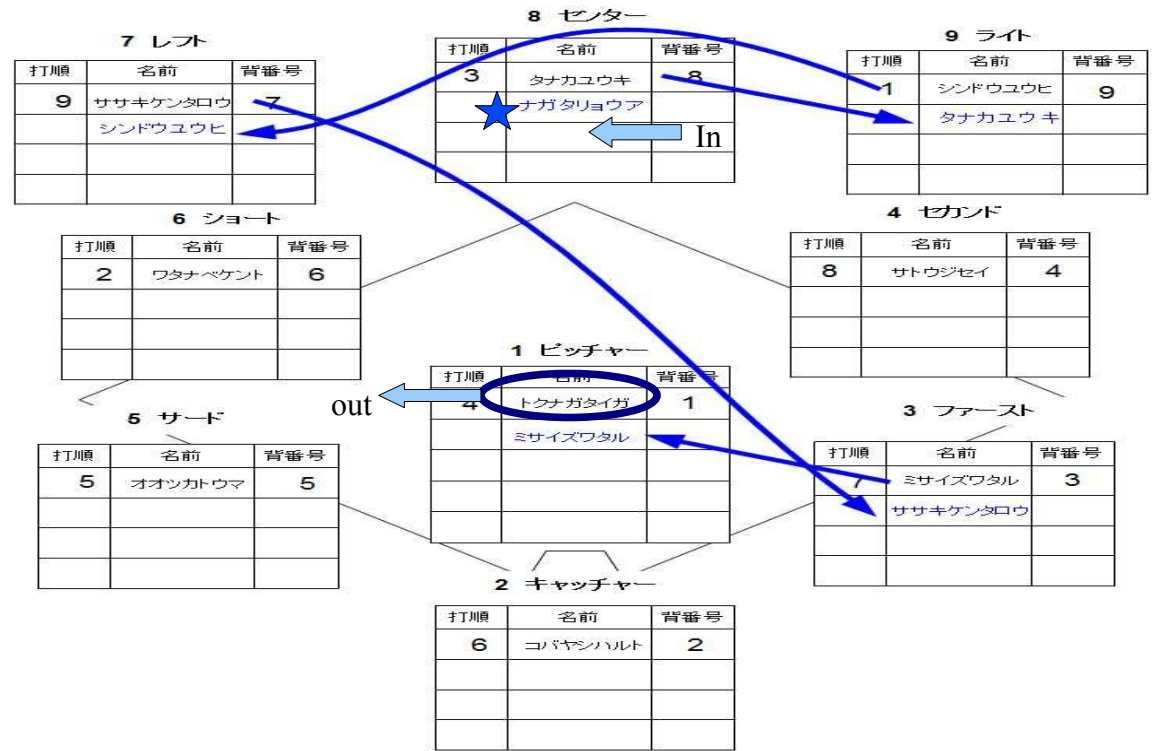 8 センター
打順 名前 背番号
3 タナカユウキ 8
ナガタリョウア
In
7 レフト
打順 名前 背番号
9 ササキケンタロウ 7
シンドウユウヒ
9 ライト
打順 名前 背番号
1 シンドウユウヒ 9
タナカユウキ
6 ショート
打順 名前 背番号
2 ワタナベケント 6
4 セカンド
打順 名前 背番号
8 サトウジセイ 4
1 ピッチャー
打順 名前 背番号
out
4 トクナガタイガ 1
ミサイズワタル
5 サード
打順 名前 背番号
5 オオツカトウマ 5
3 ファースト
打順 名前 背番号
7 ミサイズワタル 3
ササキケンタロウ
2 キャッチャー
打順 名前 背番号
6 コバヤシハルト 2